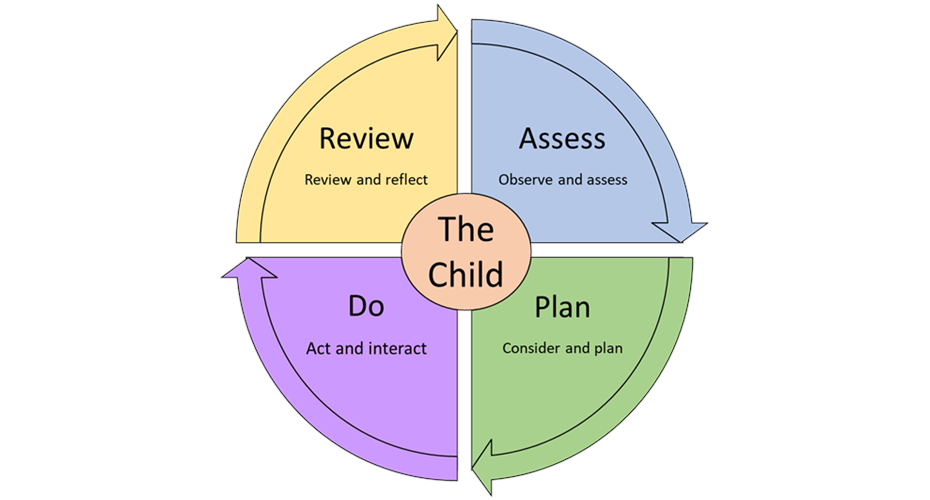 Review
Review and reflect
Assess
Observe and assess
The
Child
Do
Act and interact
Plan
Consider and plan